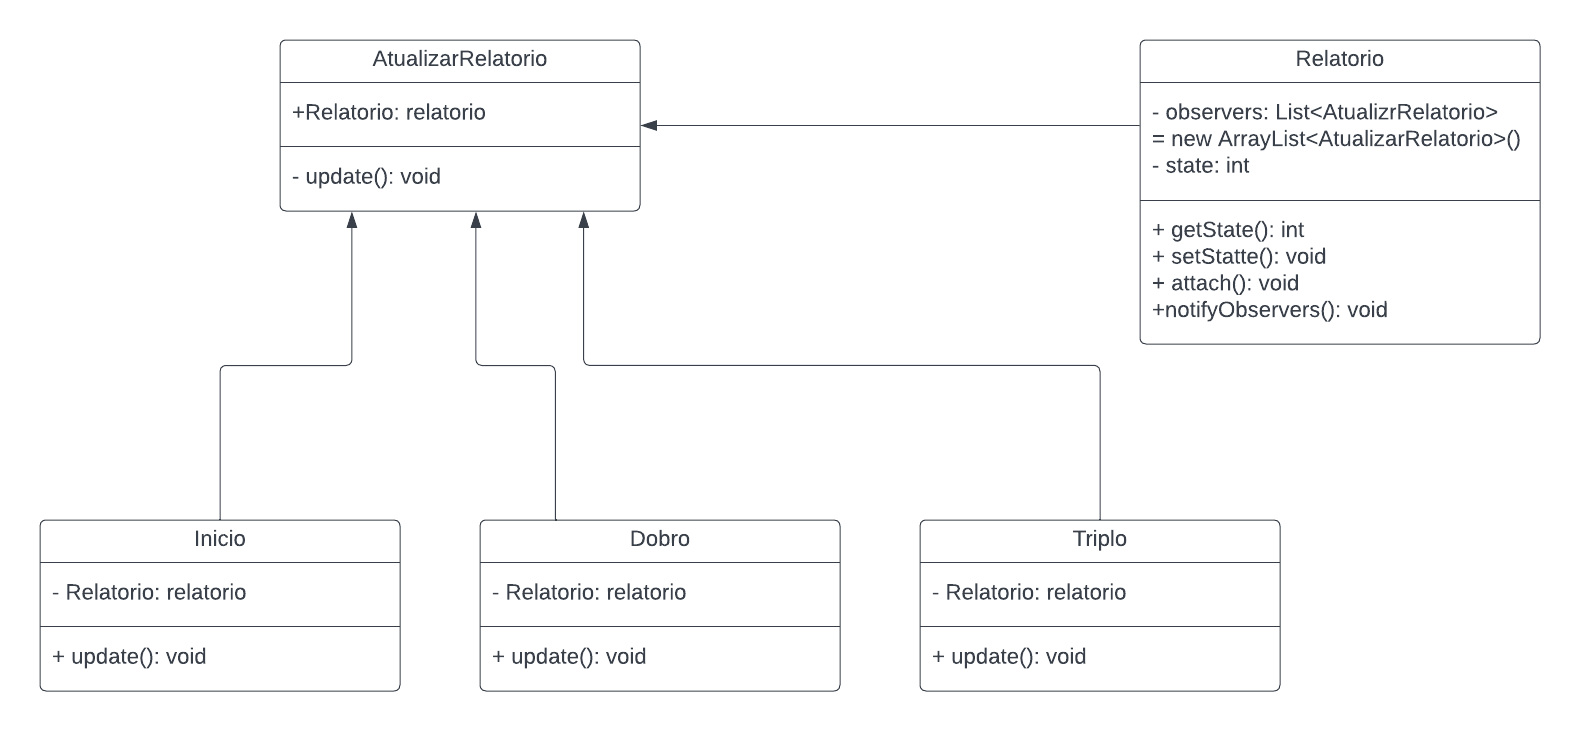 AtualizarRelatorio
+Relatorio: relatorio
- update(): void
Relatorio
- observers: List<AtualizrRelatorio>
= new ArrayList<AtualizarRelatorio>()
- state: int
+ getState(): int
+ setStatte(): void
+ attach(): void
+notifyObservers(): void
Inicio
- Relatorio: relatorio
+ update(): void
Dobro
- Relatorio: relatorio
+ update(): void
Triplo
- Relatorio: relatorio
+ update(): void